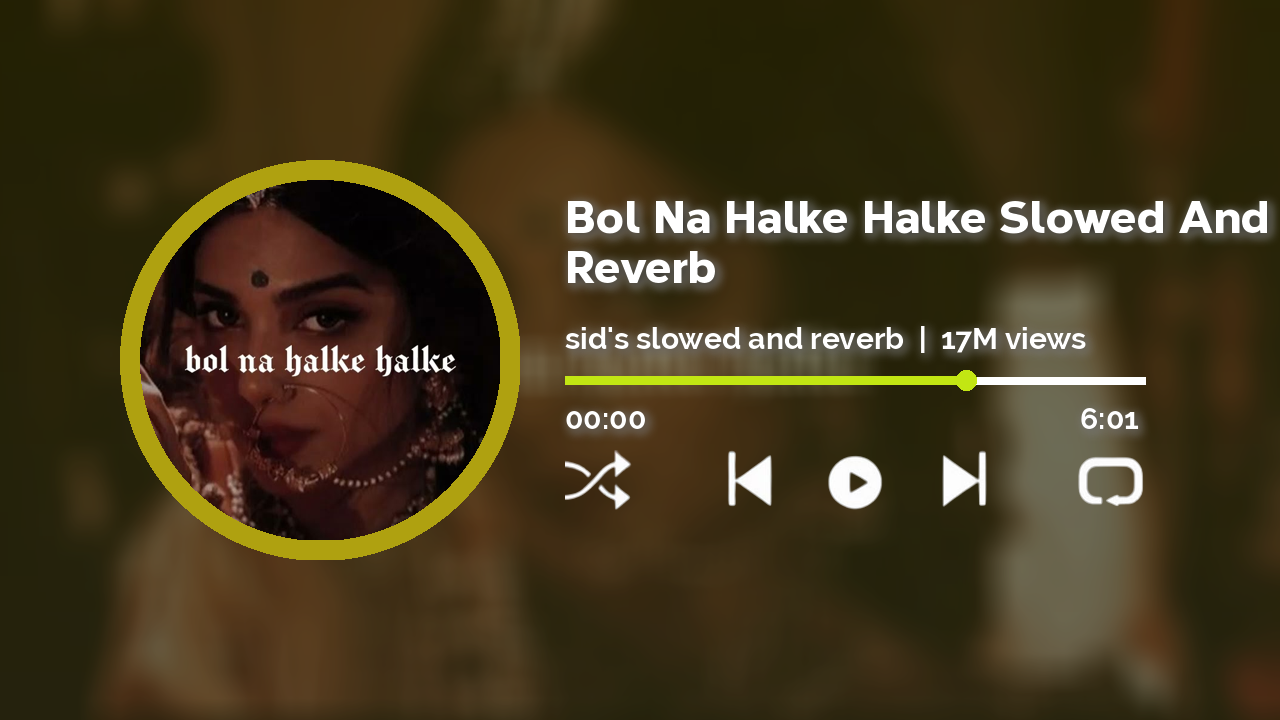 Bol Na Halke Halke Slowed And
Reverb
bol na halke halke
sid's slowed and reverb | 17M views
00:00 6:01